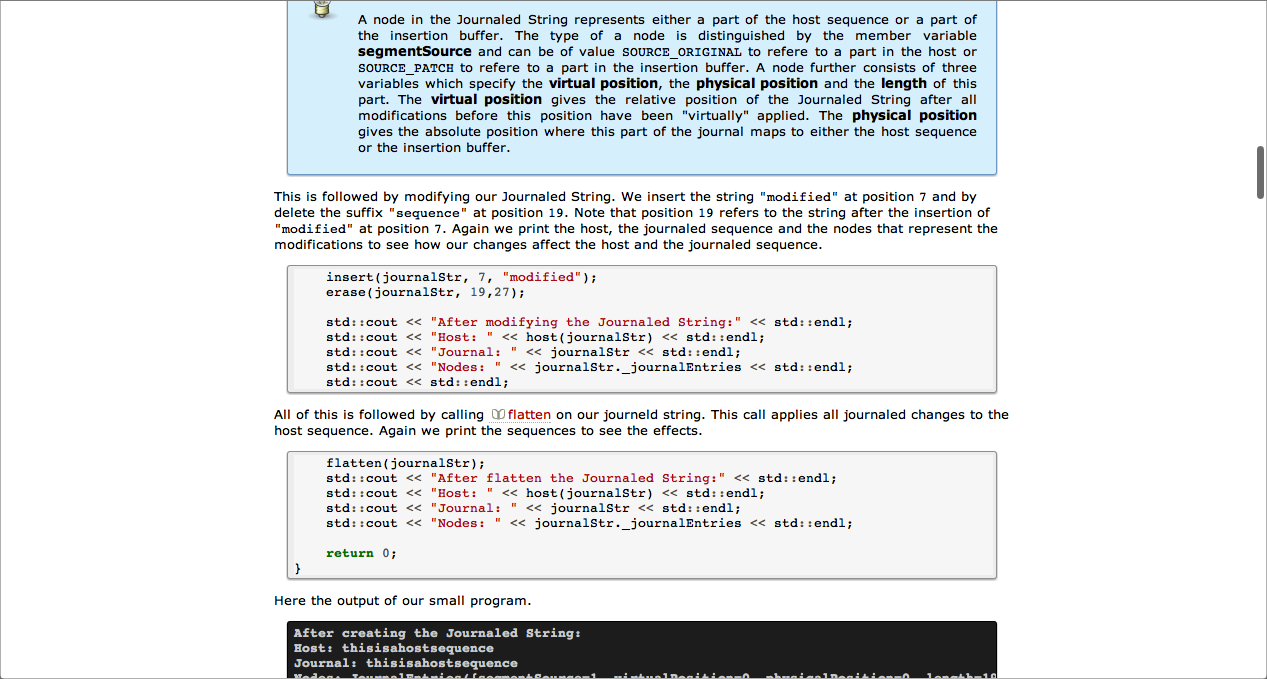 A node in the Journaled String represents either a part of the host sequence or a part of
the insertion buffer. The type of a node is distinguished by the member variable
segmentSource and can be of value SOURCE_ORIGINAL to refere to a part in the host or
SOURCE_PATCH to refere to a part in the insertion buffer. A node further consists of three
variables which specify the virtual position, the physical position and the length of this
part. The virtual position gives the relative position of the Journaled String after all
modifications before this position have been "virtually" applied. The physical position
gives the absolute position where this part of the journal maps to either the host sequence
or the insertion buffer.
This is followed by modifying our Journaled String. We insert the string "modified" at position 7 and by
delete the suffix "sequence" at position 19. Note that position 19 refers to the string after the insertion of
"modified" at position 7. Again we print the host, the journaled sequence and the nodes that represent the
modifications to see how our changes affect the host and the journaled sequence.
insert(journalStr, 7, "modified");
erase(journalStr, 19,27);
std::cout << "After modifying the Journaled String:" << std::endl;
std::cout << "Host: " << host(journalStr) << std::endl;
std::cout << "Journal: " << journalStr << std::endl;
std::cout << "Nodes: " << journalStr._journalEntries << std::endl;
std::cout << std::endl;
All of this is followed by calling flatten on our journeld string. This call applies all journaled changes to the
host sequence. Again we print the sequences to see the effects.
flatten(journalStr);
std::cout << "After flatten the Journaled String:" << std::endl;
std::cout << "Host: " << host(journalStr) << std::endl;
std::cout << "Journal: " << journalStr << std::endl;
std::cout << "Nodes: " << journalStr._journalEntries << std::endl;
return 0;
}
Here the output of our small program.
After creating the Journaled String:
Host: thisisahostsequence
Journal: thisisahostsequence
Nodes: JournalEntries({segmentSource=1, virtualPosition=0, physicalPosition=0, length=19